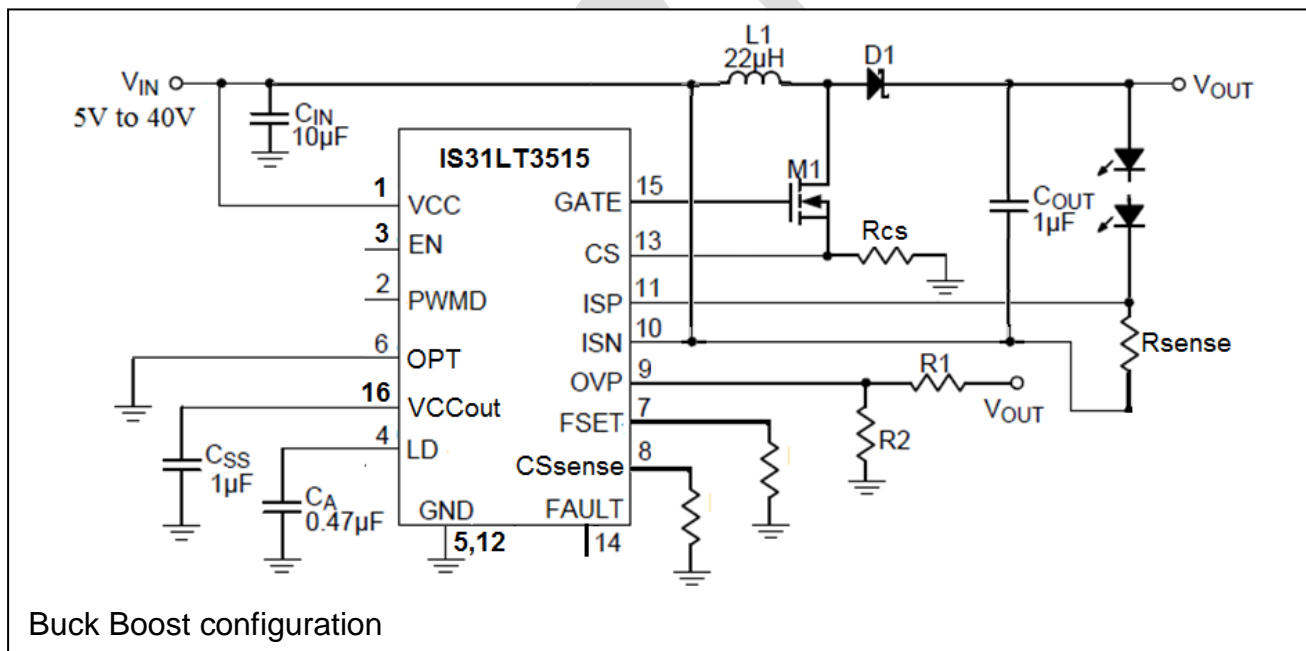 L1
22µH
D1
VIN
5V to 40V
VOUT
CIN
10µF
IS31LT3515
M1
1
VCC
GATE
15
3
EN
CS
13
Rcs
COUT
1µF
2
PWMD
ISP
11
ISN
10
Rsense
6
OPT
OVP
9
R1
VOUT
16
VCCout
FSET
7
R2
4
LD
CSsense
8
CSS
1µF
CA
0.47µF
GND
FAULT
5,12
14
Buck Boost configuration